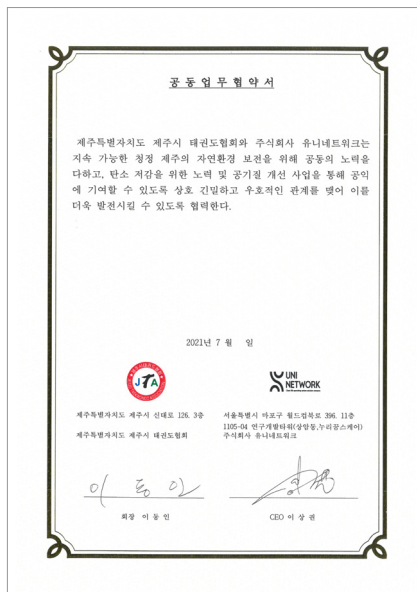 공동업무협약서
제주특별자치도 제주시 태권도협회와 주식회사 유니네트워크는
지속 가능한 청정 제주의 자연환경 보전을 위해 공동의 노력을
다하고, 탄소 저감을 위한 노력 및 공기질 개선 사업을 통해 공익
에 기여할 수 있도록 상호 긴밀하고 우호적인 관계를 맺어 이를
더욱 발전시킬 수 있도록 협력한다.
2021년 7 월 일
JTA
UNI
NETWORK
제주특별자치도 제주시 신대로 126, 3층
제주특별자치도 제주시 태권도협회
서울특별시 마포구 월드컵북로 396, 11층
1105-04 연구개발타워(상암동,누리꿈스퀘어)
주식회사 유니네트워크
이 동 인
회장 이 동 인
CEO 이 상 권